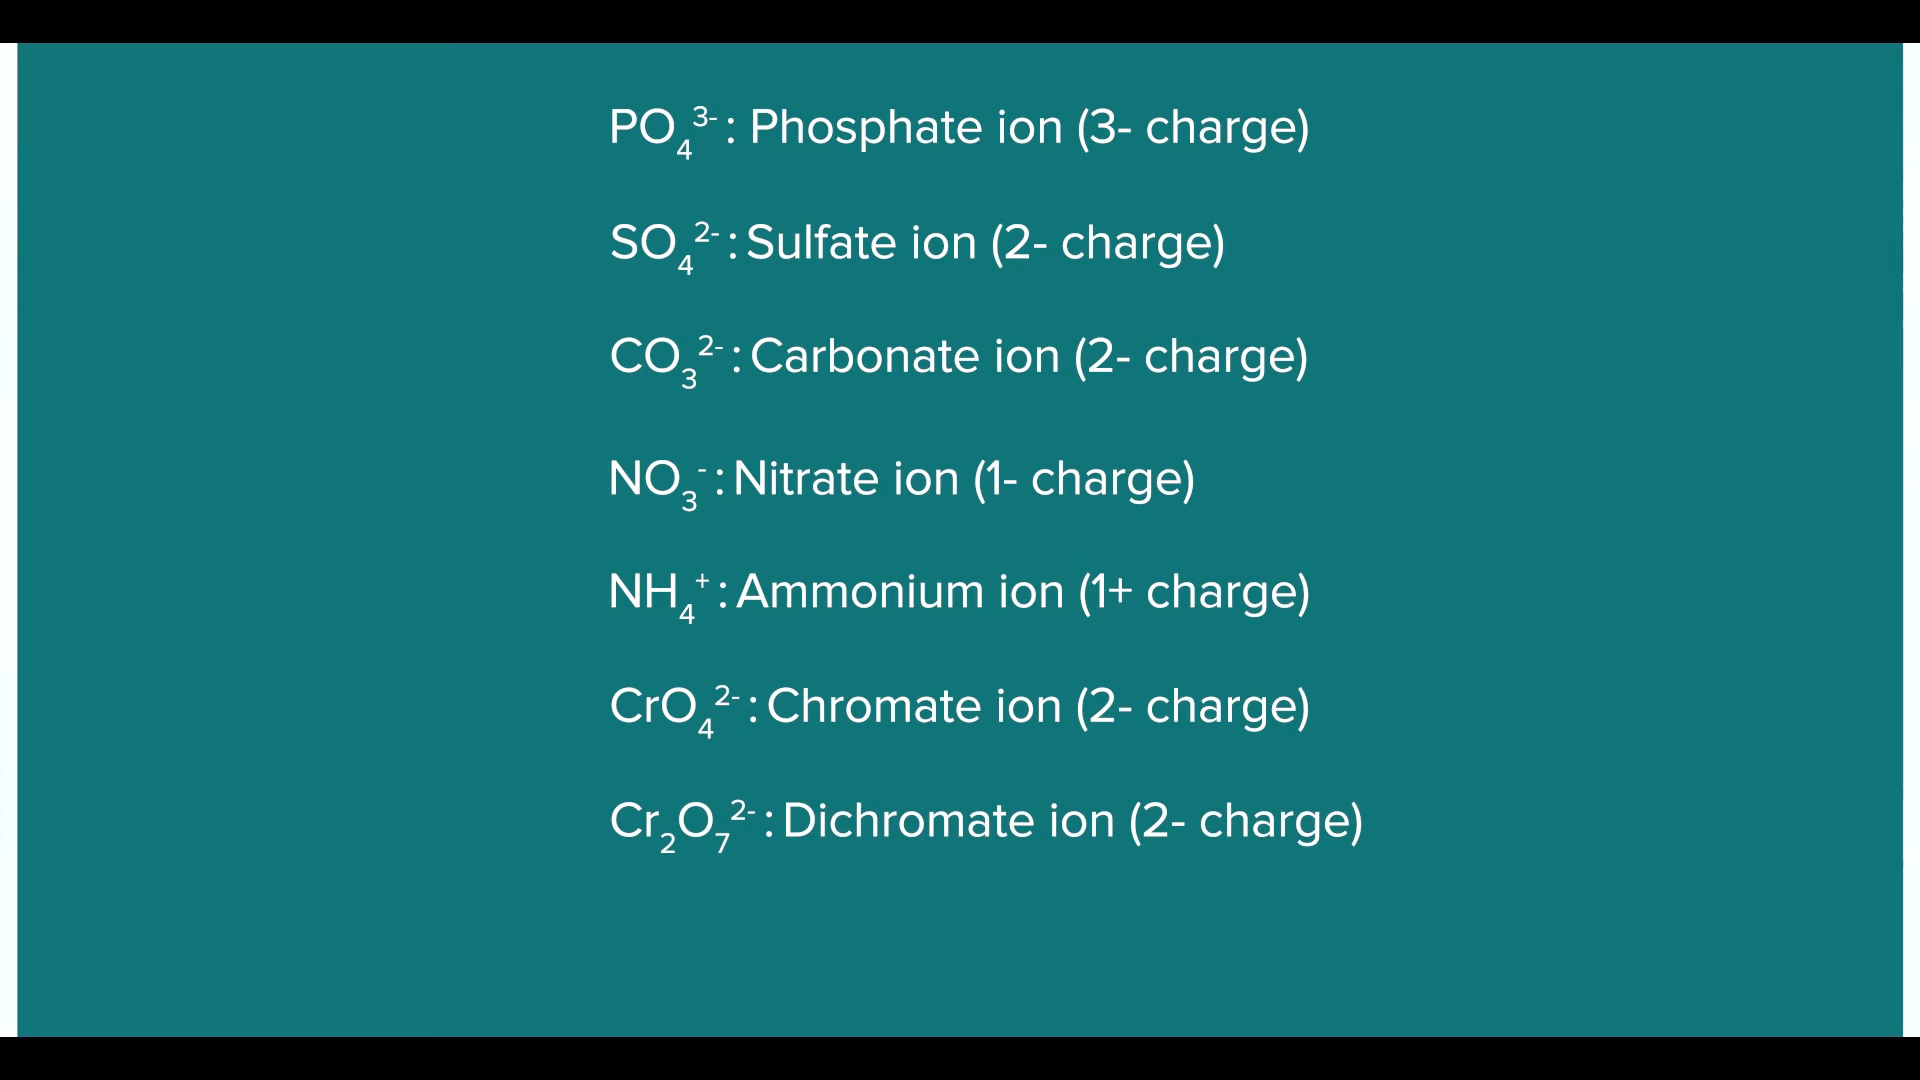 PO₄³⁻: Phosphate ion (3- charge)
SO₄²⁻: Sulfate ion (2- charge)
CO₃²⁻: Carbonate ion (2- charge)
NO₃⁻: Nitrate ion (1- charge)
NH₄⁺: Ammonium ion (1+ charge)
CrO₄²⁻: Chromate ion (2- charge)
Cr₂O₇²⁻: Dichromate ion (2- charge)